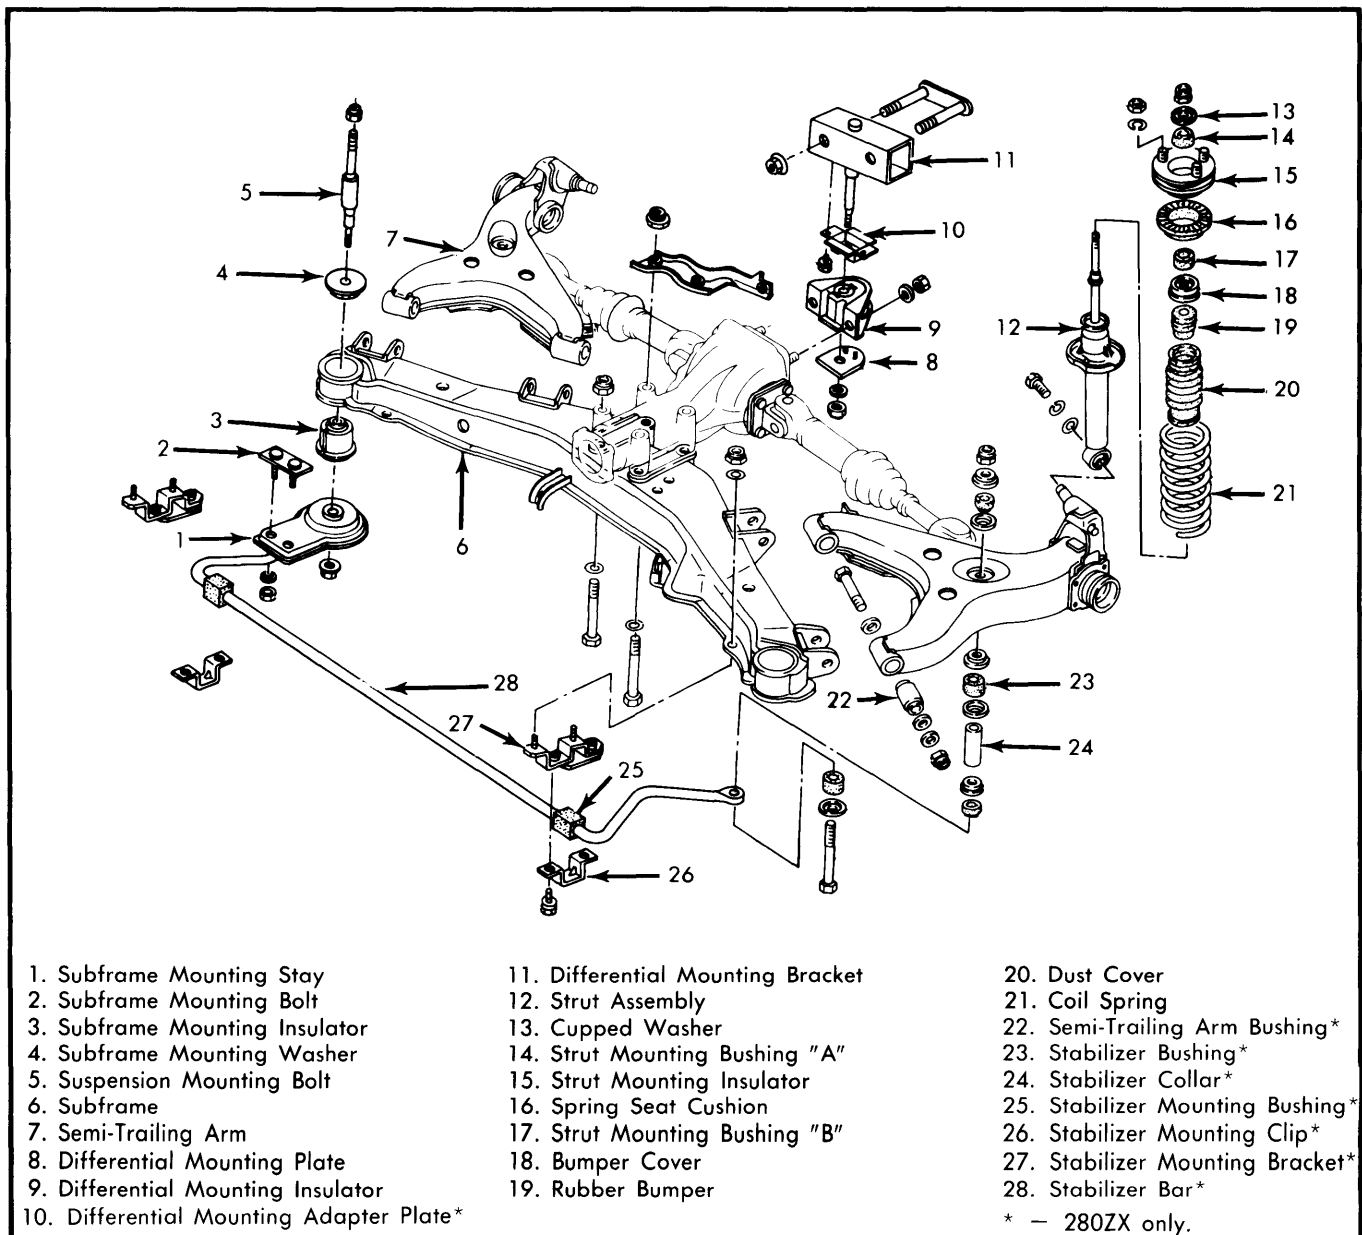 13
14
11
15
5
16
7
10
17
4
18
12
9
19
8
20
3
2
21
1
6
28
22
23
27
24
25
26
1. Subframe Mounting Stay
2. Subframe Mounting Bolt
3. Subframe Mounting Insulator
4. Subframe Mounting Washer
5. Suspension Mounting Bolt
6. Subframe
7. Semi-Trailing Arm
8. Differential Mounting Plate
9. Differential Mounting Insulator
10. Differential Mounting Adapter Plate*
11. Differential Mounting Bracket
12. Strut Assembly
13. Cupped Washer
14. Strut Mounting Bushing "A"
15. Strut Mounting Insulator
16. Spring Seat Cushion
17. Strut Mounting Bushing "B"
18. Bumper Cover
19. Rubber Bumper
20. Dust Cover
21. Coil Spring
22. Semi-Trailing Arm Bushing*
23. Stabilizer Bushing*
24. Stabilizer Collar*
25. Stabilizer Mounting Bushing*
26. Stabilizer Mounting Clip*
27. Stabilizer Mounting Bracket*
28. Stabilizer Bar*
* – 280ZX only.